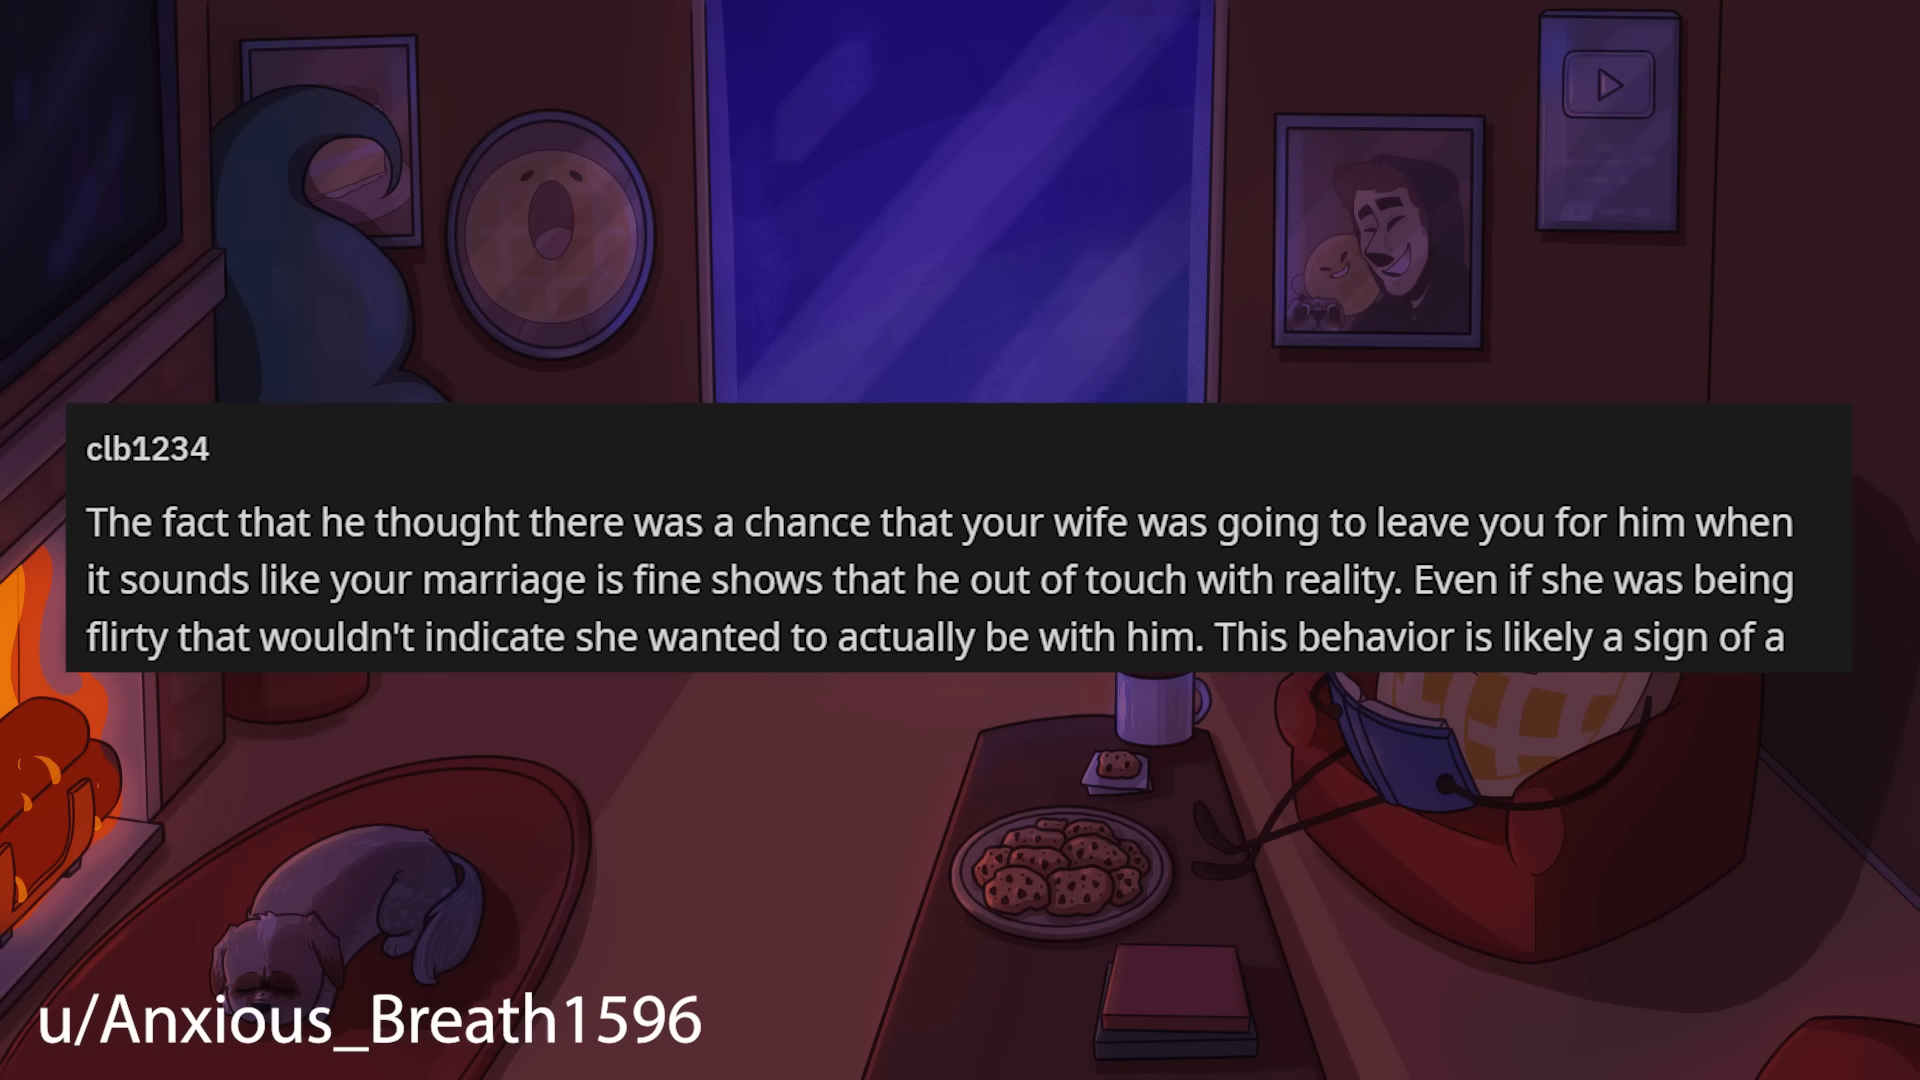 clb1234
The fact that he thought there was a chance that your wife was going to leave you for him when
it sounds like your marriage is fine shows that he out of touch with reality. Even if she was being
flirty that wouldn't indicate she wanted to actually be with him. This behavior is likely a sign of a
u/Anxious_Breath1596